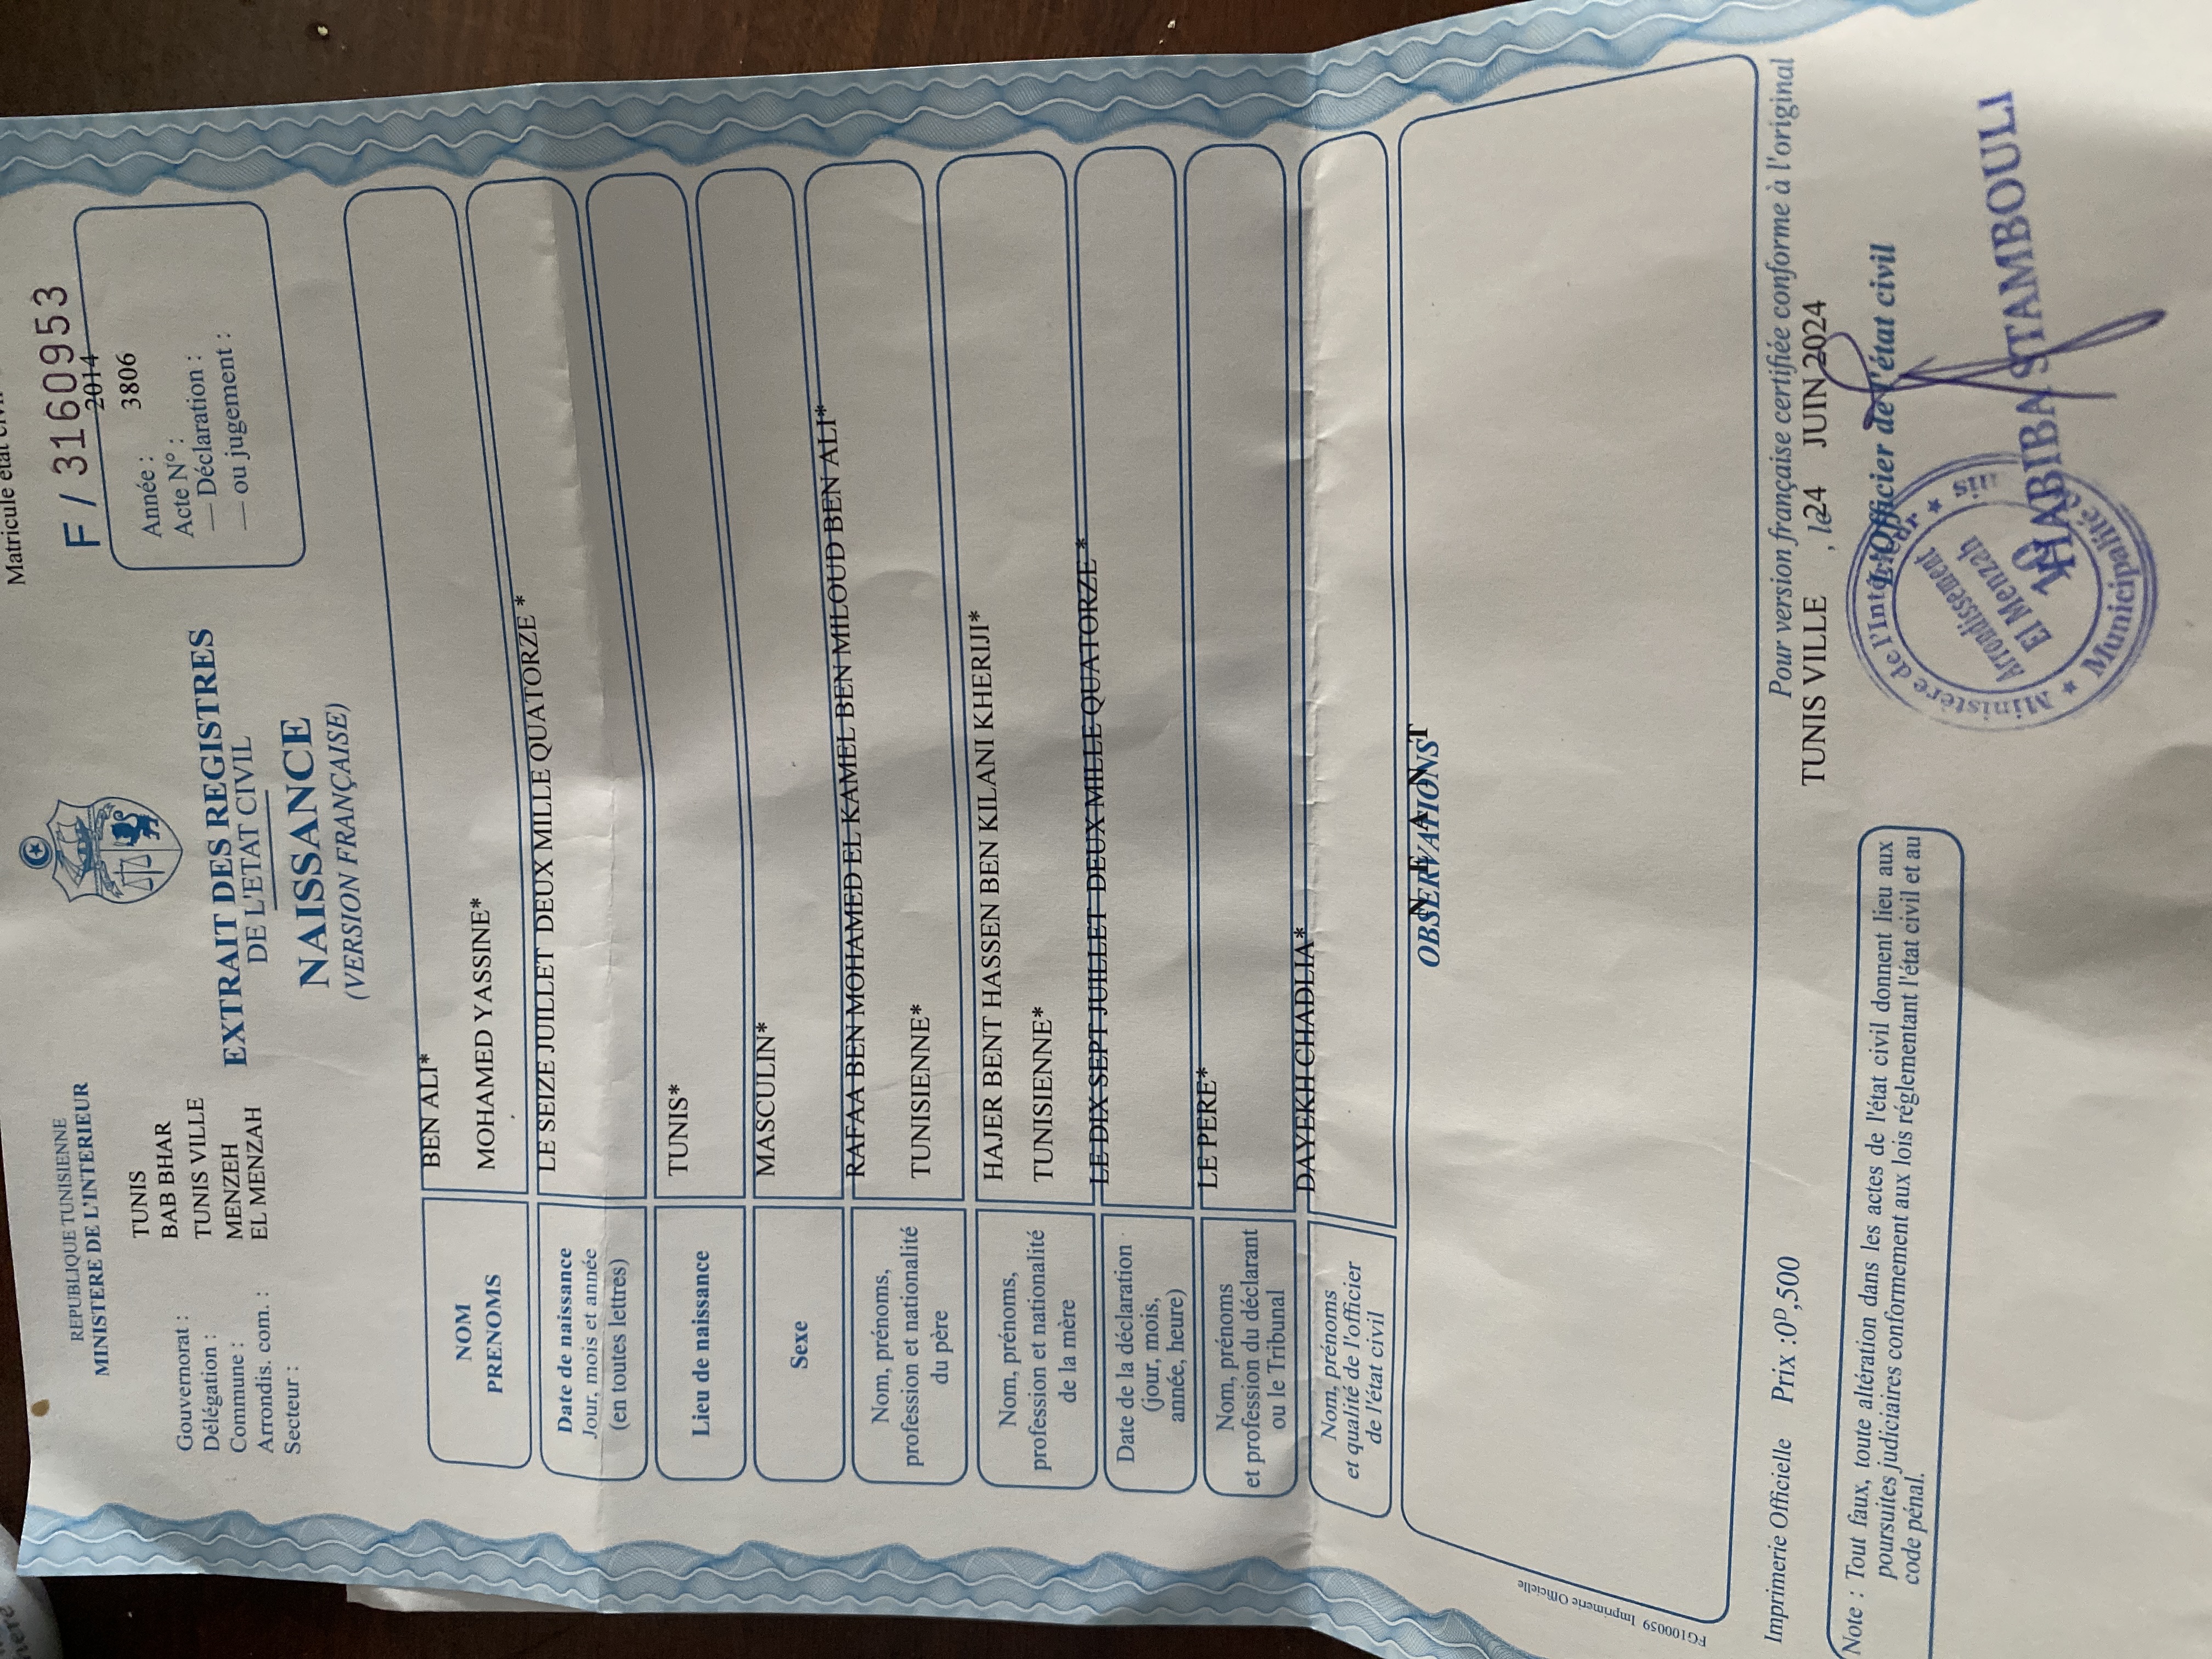 Matricule état civil
REPUBLIQUE TUNISIENNE
MINISTERE DE L'INTERIEUR
F / 3160953
Gouvernorat : TUNIS
Délégation : BAB BHAR
Commune : TUNIS VILLE
Arrondis. com. : MENZEH
Secteur : EL MENZAH
EXTRAIT DES REGISTRES
DE L'ETAT CIVIL
NAISSANCE
(VERSION FRANÇAISE)
Année : 2014
Acte N° : 3806
— Déclaration :
— ou jugement :
NOM BEN ALI*
PRENOMS MOHAMED YASSINE*
Date de naissance
Jour, mois et année
(en toutes lettres)
LE SEIZE JUILLET DEUX MILLE QUATORZE *
Lieu de naissance TUNIS*
Sexe MASCULIN*
Nom, prénoms,
profession et nationalité
du père
RAFAA BEN MOHAMED EL KAMEL BEN MILOUD BEN ALI*
TUNISIENNE*
Nom, prénoms,
profession et nationalité
de la mère
HAJER BENT HASSEN BEN KILANI KHERIJI*
TUNISIENNE*
Date de la déclaration
(jour, mois,
année, heure)
LE DIX SEPT JUILLET DEUX MILLE QUATORZE *
Nom, prénoms
et profession du déclarant
ou le Tribunal
LE PERE*
Nom, prénoms
et qualité de l'officier
de l'état civil
DAYEKH CHADLIA*
OBSERVATIONS
N E A N T
FG100059 Imprimerie Officielle
Imprimerie Officielle Prix :0D,500
Pour version française certifiée conforme à l'original
TUNIS VILLE , le 24 JUIN 2024
L'Officier de l'état civil
HABIBA STAMBOULI
Ministère de l'Intérieur
Municipalité
Arrondissement
El Menzah
Note : Tout faux, toute altération dans les actes de l'état civil donnent lieu aux
poursuites judiciaires conformement aux lois réglementant l'état civil et au
code pénal.